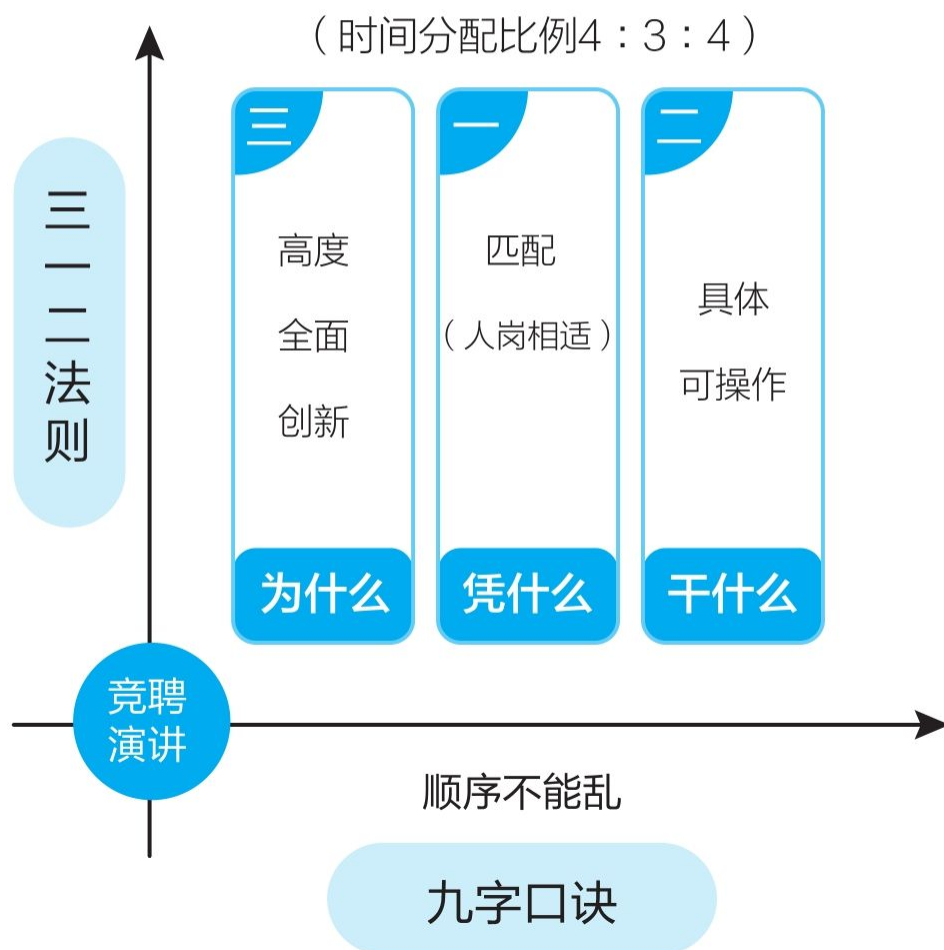 （时间分配比例4：3：4）
三一二法则
三
高度
全面
创新
为什么
一
匹配
（人岗相适）
凭什么
二
具体
可操作
干什么
竞聘
演讲
顺序不能乱
九字口诀